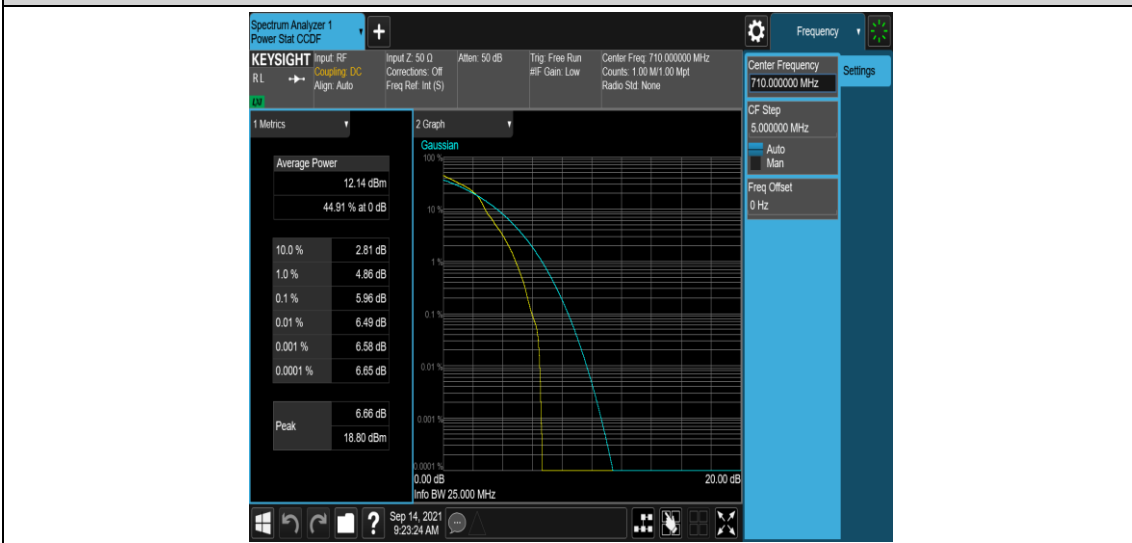 Spectrum Analyzer 1
Power Stat CCDF
+
Frequency
KEYSIGHT
RL
LXI
Input: RF
Coupling: DC
Align: Auto
Input Z: 50 Ω
Corrections: Off
Freq Ref: Int (S)
Atten: 50 dB
Trig: Free Run
#IF Gain: Low
Center Freq: 710.000000 MHz
Counts: 1.00 M/1.00 Mpt
Radio Std: None
Center Frequency
710.000000 MHz
Settings
CF Step
5.000000 MHz
Auto
Man
Freq Offset
0 Hz
1 Metrics
Average Power
12.14 dBm
44.91 % at 0 dB
10.0 % 2.81 dB
1.0 % 4.86 dB
0.1 % 5.96 dB
0.01 % 6.49 dB
0.001 % 6.58 dB
0.0001 % 6.65 dB
Peak
6.66 dB
18.80 dBm
2 Graph
Gaussian
100 %
10 %
1 %
0.1 %
0.01 %
0.001 %
0.0001 %
0.00 dB 20.00 dB
Info BW 25.000 MHz
?
Sep 14, 2021
9:23:24 AM